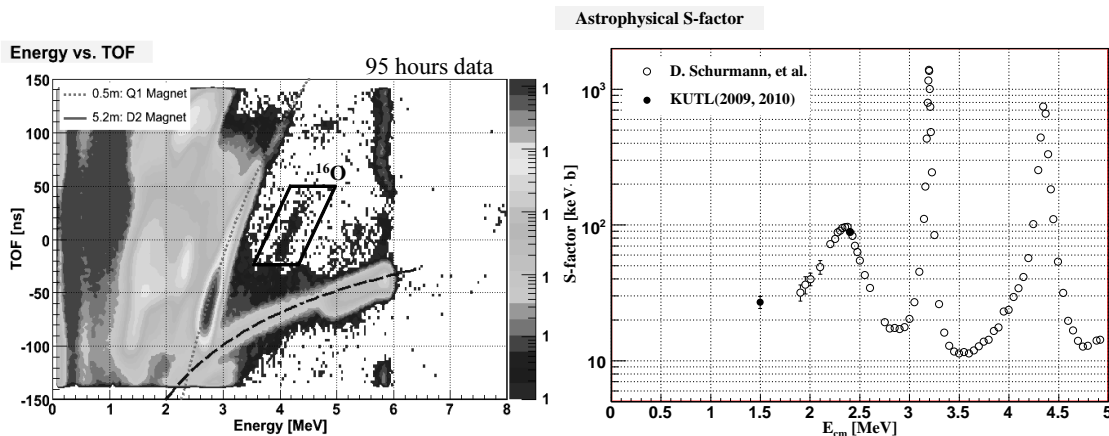 Astrophysical S-factor
Energy vs. TOF
95 hours data
150
100
50
0
-50
-100
-150
TOF [ns]
0.5m: Q1 Magnet
5.2m: D2 Magnet
¹⁶O
0 1 2 3 4 5 6 7 8
Energy [MeV]
1
1
1
1
1
1
1
S-factor [keV·b]
10³
10²
10
D. Schurmann, et al.
KUTL(2009, 2010)
0 0.5 1 1.5 2 2.5 3 3.5 4 4.5 5
E_cm [MeV]